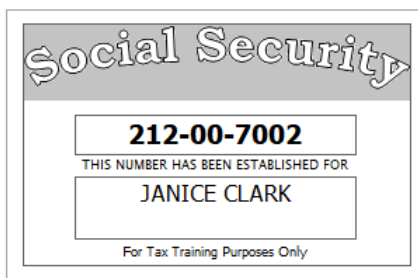 Social Security
212-00-7002
THIS NUMBER HAS BEEN ESTABLISHED FOR
JANICE CLARK
For Tax Training Purposes Only